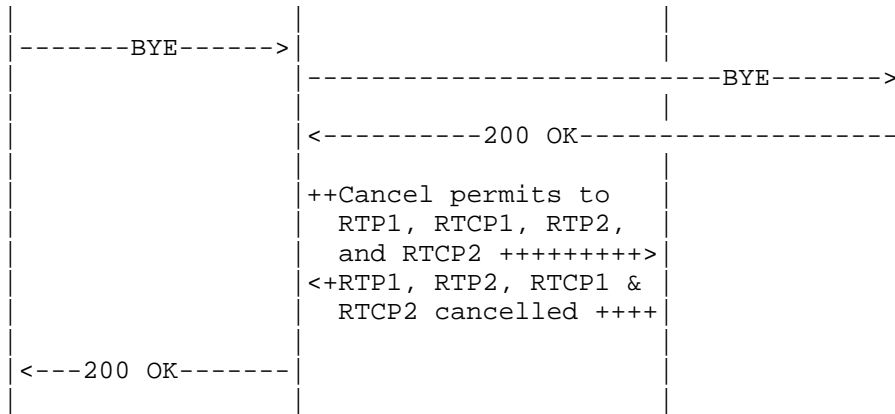 |-------BYE------>|
|--------------------------BYE------->
|<----------200 OK--------------------
|++Cancel permits to |
| RTP1, RTCP1, RTP2, |
| and RTCP2 +++++++++>|
|<+RTP1, RTP2, RTCP1 & |
| RTCP2 cancelled ++++|
|<---200 OK-------|